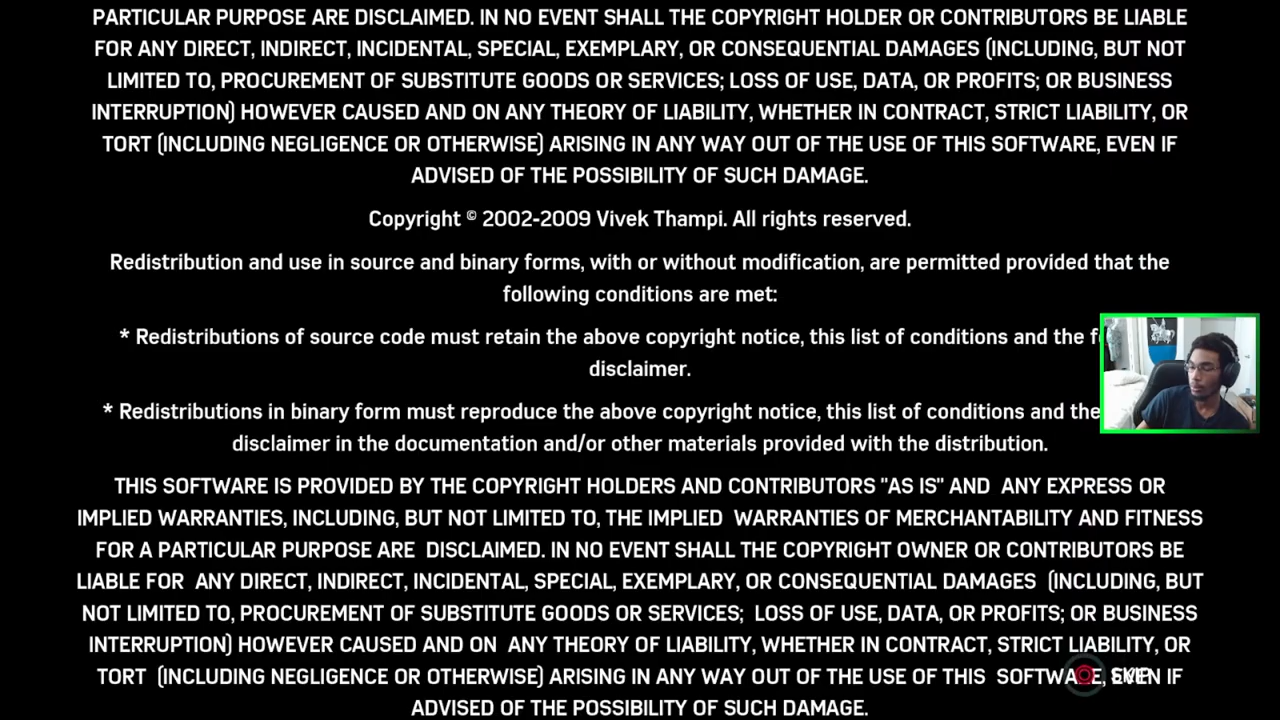 PARTICULAR PURPOSE ARE DISCLAIMED. IN NO EVENT SHALL THE COPYRIGHT HOLDER OR CONTRIBUTORS BE LIABLE
FOR ANY DIRECT, INDIRECT, INCIDENTAL, SPECIAL, EXEMPLARY, OR CONSEQUENTIAL DAMAGES (INCLUDING, BUT NOT
LIMITED TO, PROCUREMENT OF SUBSTITUTE GOODS OR SERVICES; LOSS OF USE, DATA, OR PROFITS; OR BUSINESS
INTERRUPTION) HOWEVER CAUSED AND ON ANY THEORY OF LIABILITY, WHETHER IN CONTRACT, STRICT LIABILITY, OR
TORT (INCLUDING NEGLIGENCE OR OTHERWISE) ARISING IN ANY WAY OUT OF THE USE OF THIS SOFTWARE, EVEN IF
ADVISED OF THE POSSIBILITY OF SUCH DAMAGE.
Copyright © 2002-2009 Vivek Thampi. All rights reserved.
Redistribution and use in source and binary forms, with or without modification, are permitted provided that the
following conditions are met:
* Redistributions of source code must retain the above copyright notice, this list of conditions and the
disclaimer.
* Redistributions in binary form must reproduce the above copyright notice, this list of conditions and the
disclaimer in the documentation and/or other materials provided with the distribution.
THIS SOFTWARE IS PROVIDED BY THE COPYRIGHT HOLDERS AND CONTRIBUTORS "AS IS" AND ANY EXPRESS OR
IMPLIED WARRANTIES, INCLUDING, BUT NOT LIMITED TO, THE IMPLIED WARRANTIES OF MERCHANTABILITY AND FITNESS
FOR A PARTICULAR PURPOSE ARE DISCLAIMED. IN NO EVENT SHALL THE COPYRIGHT OWNER OR CONTRIBUTORS BE
LIABLE FOR ANY DIRECT, INDIRECT, INCIDENTAL, SPECIAL, EXEMPLARY, OR CONSEQUENTIAL DAMAGES (INCLUDING, BUT
NOT LIMITED TO, PROCUREMENT OF SUBSTITUTE GOODS OR SERVICES; LOSS OF USE, DATA, OR PROFITS; OR BUSINESS
INTERRUPTION) HOWEVER CAUSED AND ON ANY THEORY OF LIABILITY, WHETHER IN CONTRACT, STRICT LIABILITY, OR
TORT (INCLUDING NEGLIGENCE OR OTHERWISE) ARISING IN ANY WAY OUT OF THE USE OF THIS SOFTWARE, EVEN IF
SKIP
ADVISED OF THE POSSIBILITY OF SUCH DAMAGE.